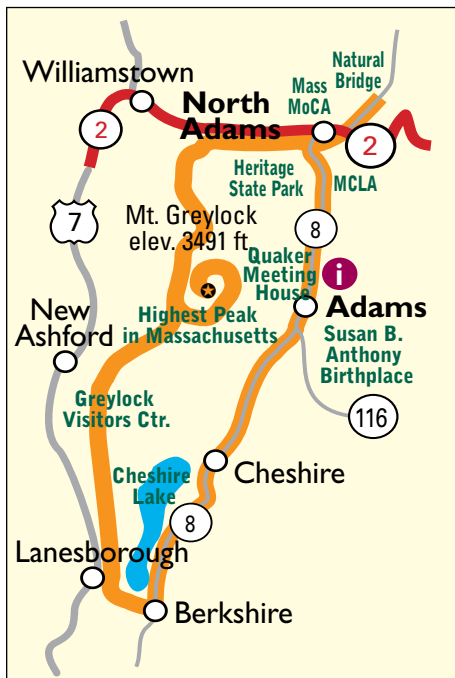 Natural
Bridge
Williamstown
Mass
MoCA
North
Adams
2
2
Heritage
State Park
MCLA
7
Mt. Greylock
elev. 3491 ft.
8
Quaker
Meeting
House
i
Adams
Highest Peak
in Massachusetts
New
Ashford
Susan B.
Anthony
Birthplace
Greylock
Visitors Ctr.
116
Cheshire
Lake
Cheshire
8
Lanesborough
Berkshire